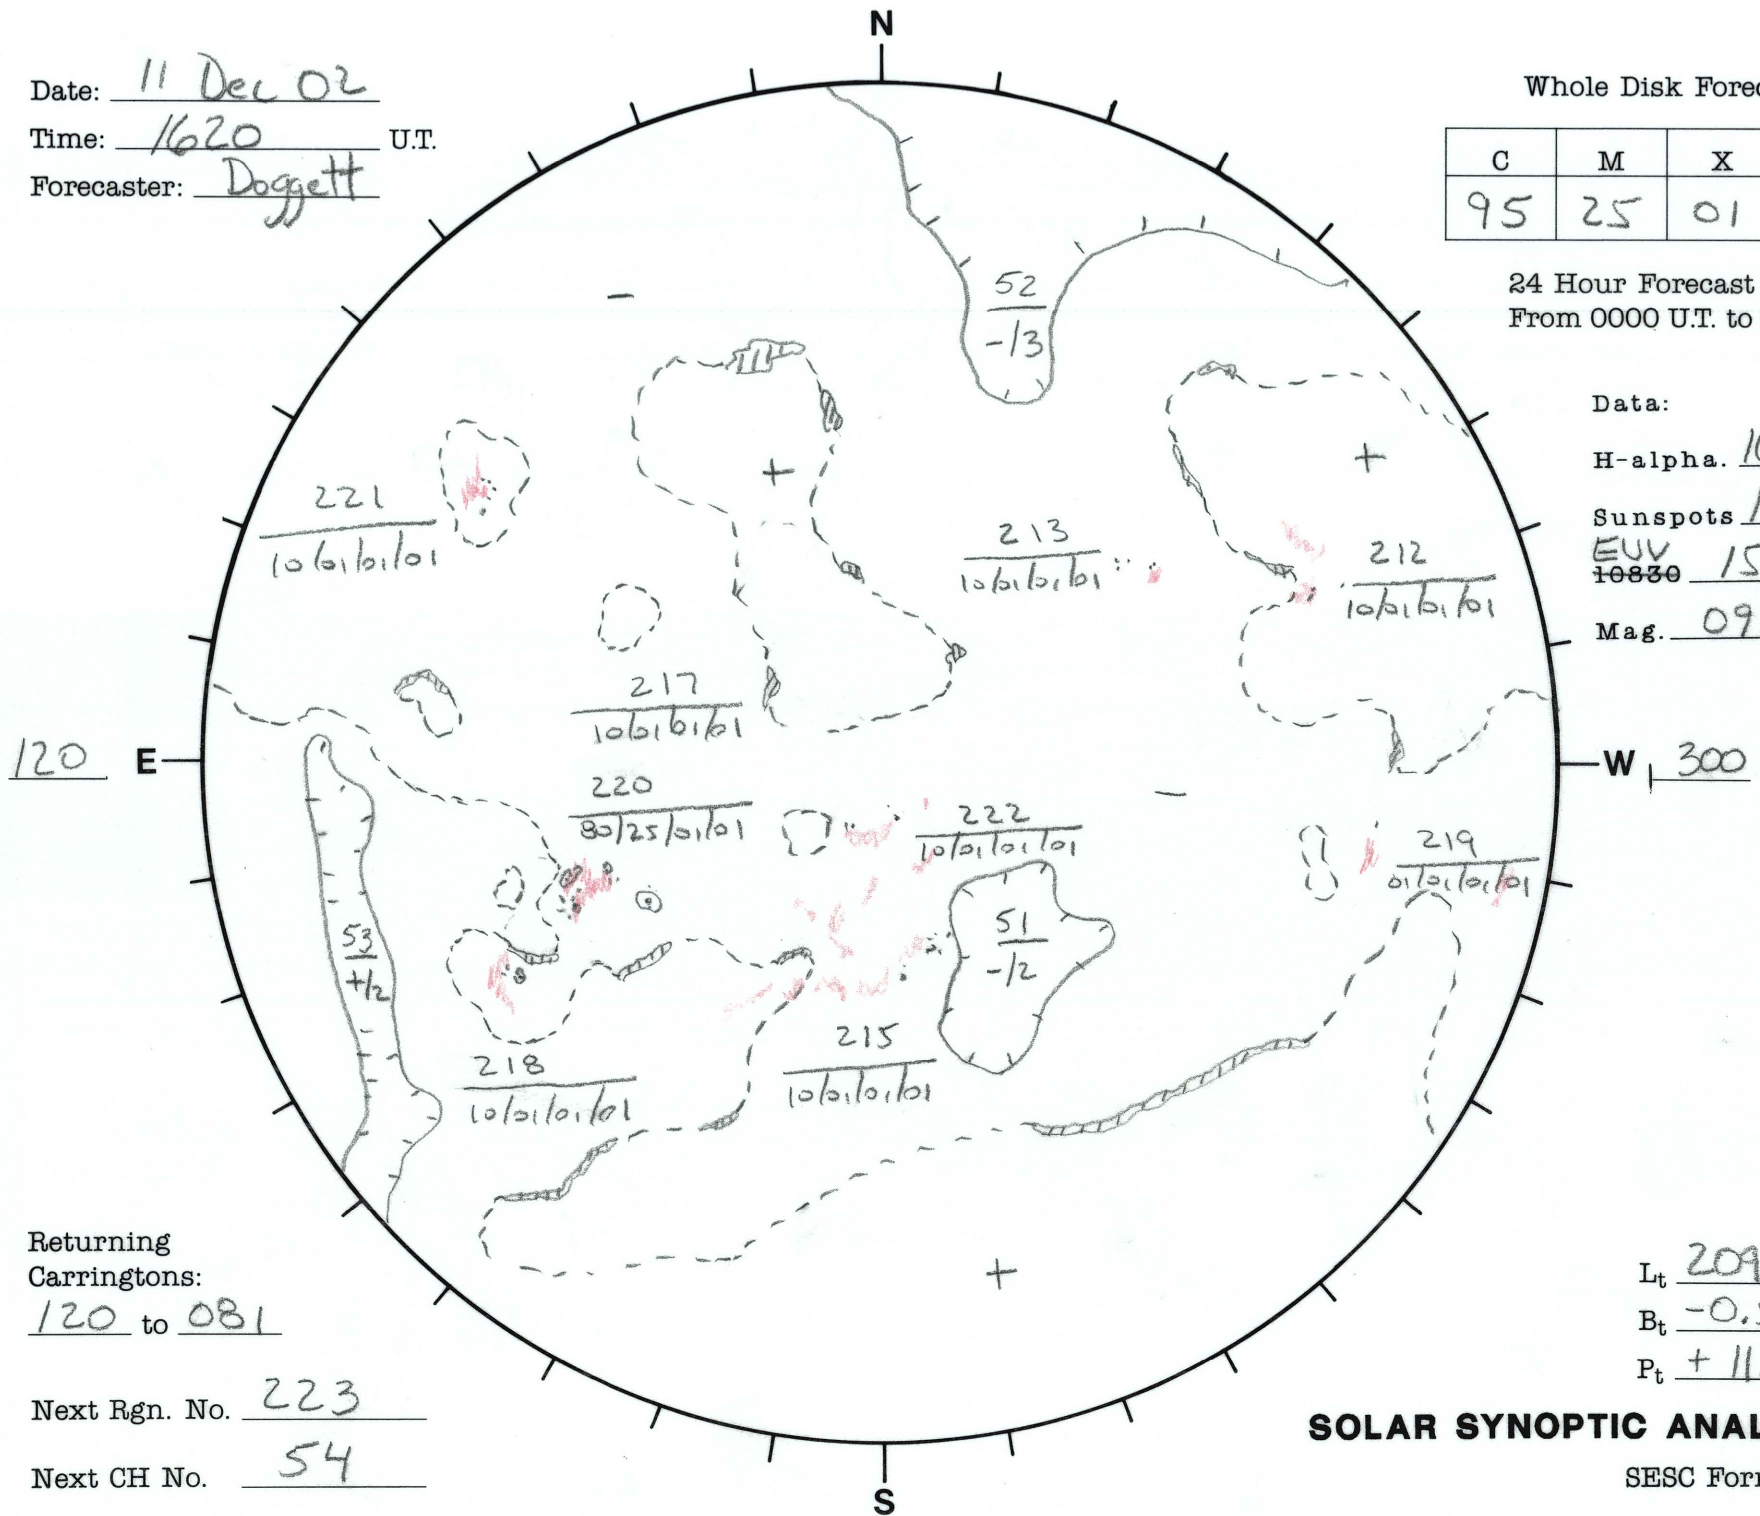 N
Date: 11 Dec 02
Time: 1620 U.T.
Forecaster: Doggett
Whole Disk Forec
C M X
95 25 01
24 Hour Forecast
From 0000 U.T. to
52
-/3
Data:
H-alpha.
Sunspots
EUV
10830 15
Mag. 09
221
10/01/01/01
213
10/01/01/01
212
10/01/01/01
217
10/01/01/01
120 E
W 300
220
80/25/01/01
222
10/01/01/01
219
01/01/01/01
53
+/2
51
-/2
218
10/01/01/01
215
10/01/01/01
Returning
Carringtons:
120 to 081
Next Rgn. No. 223
Next CH No. 54
Lt 209
Bt -0.
Pt + 11
SOLAR SYNOPTIC ANAL
SESC For
S